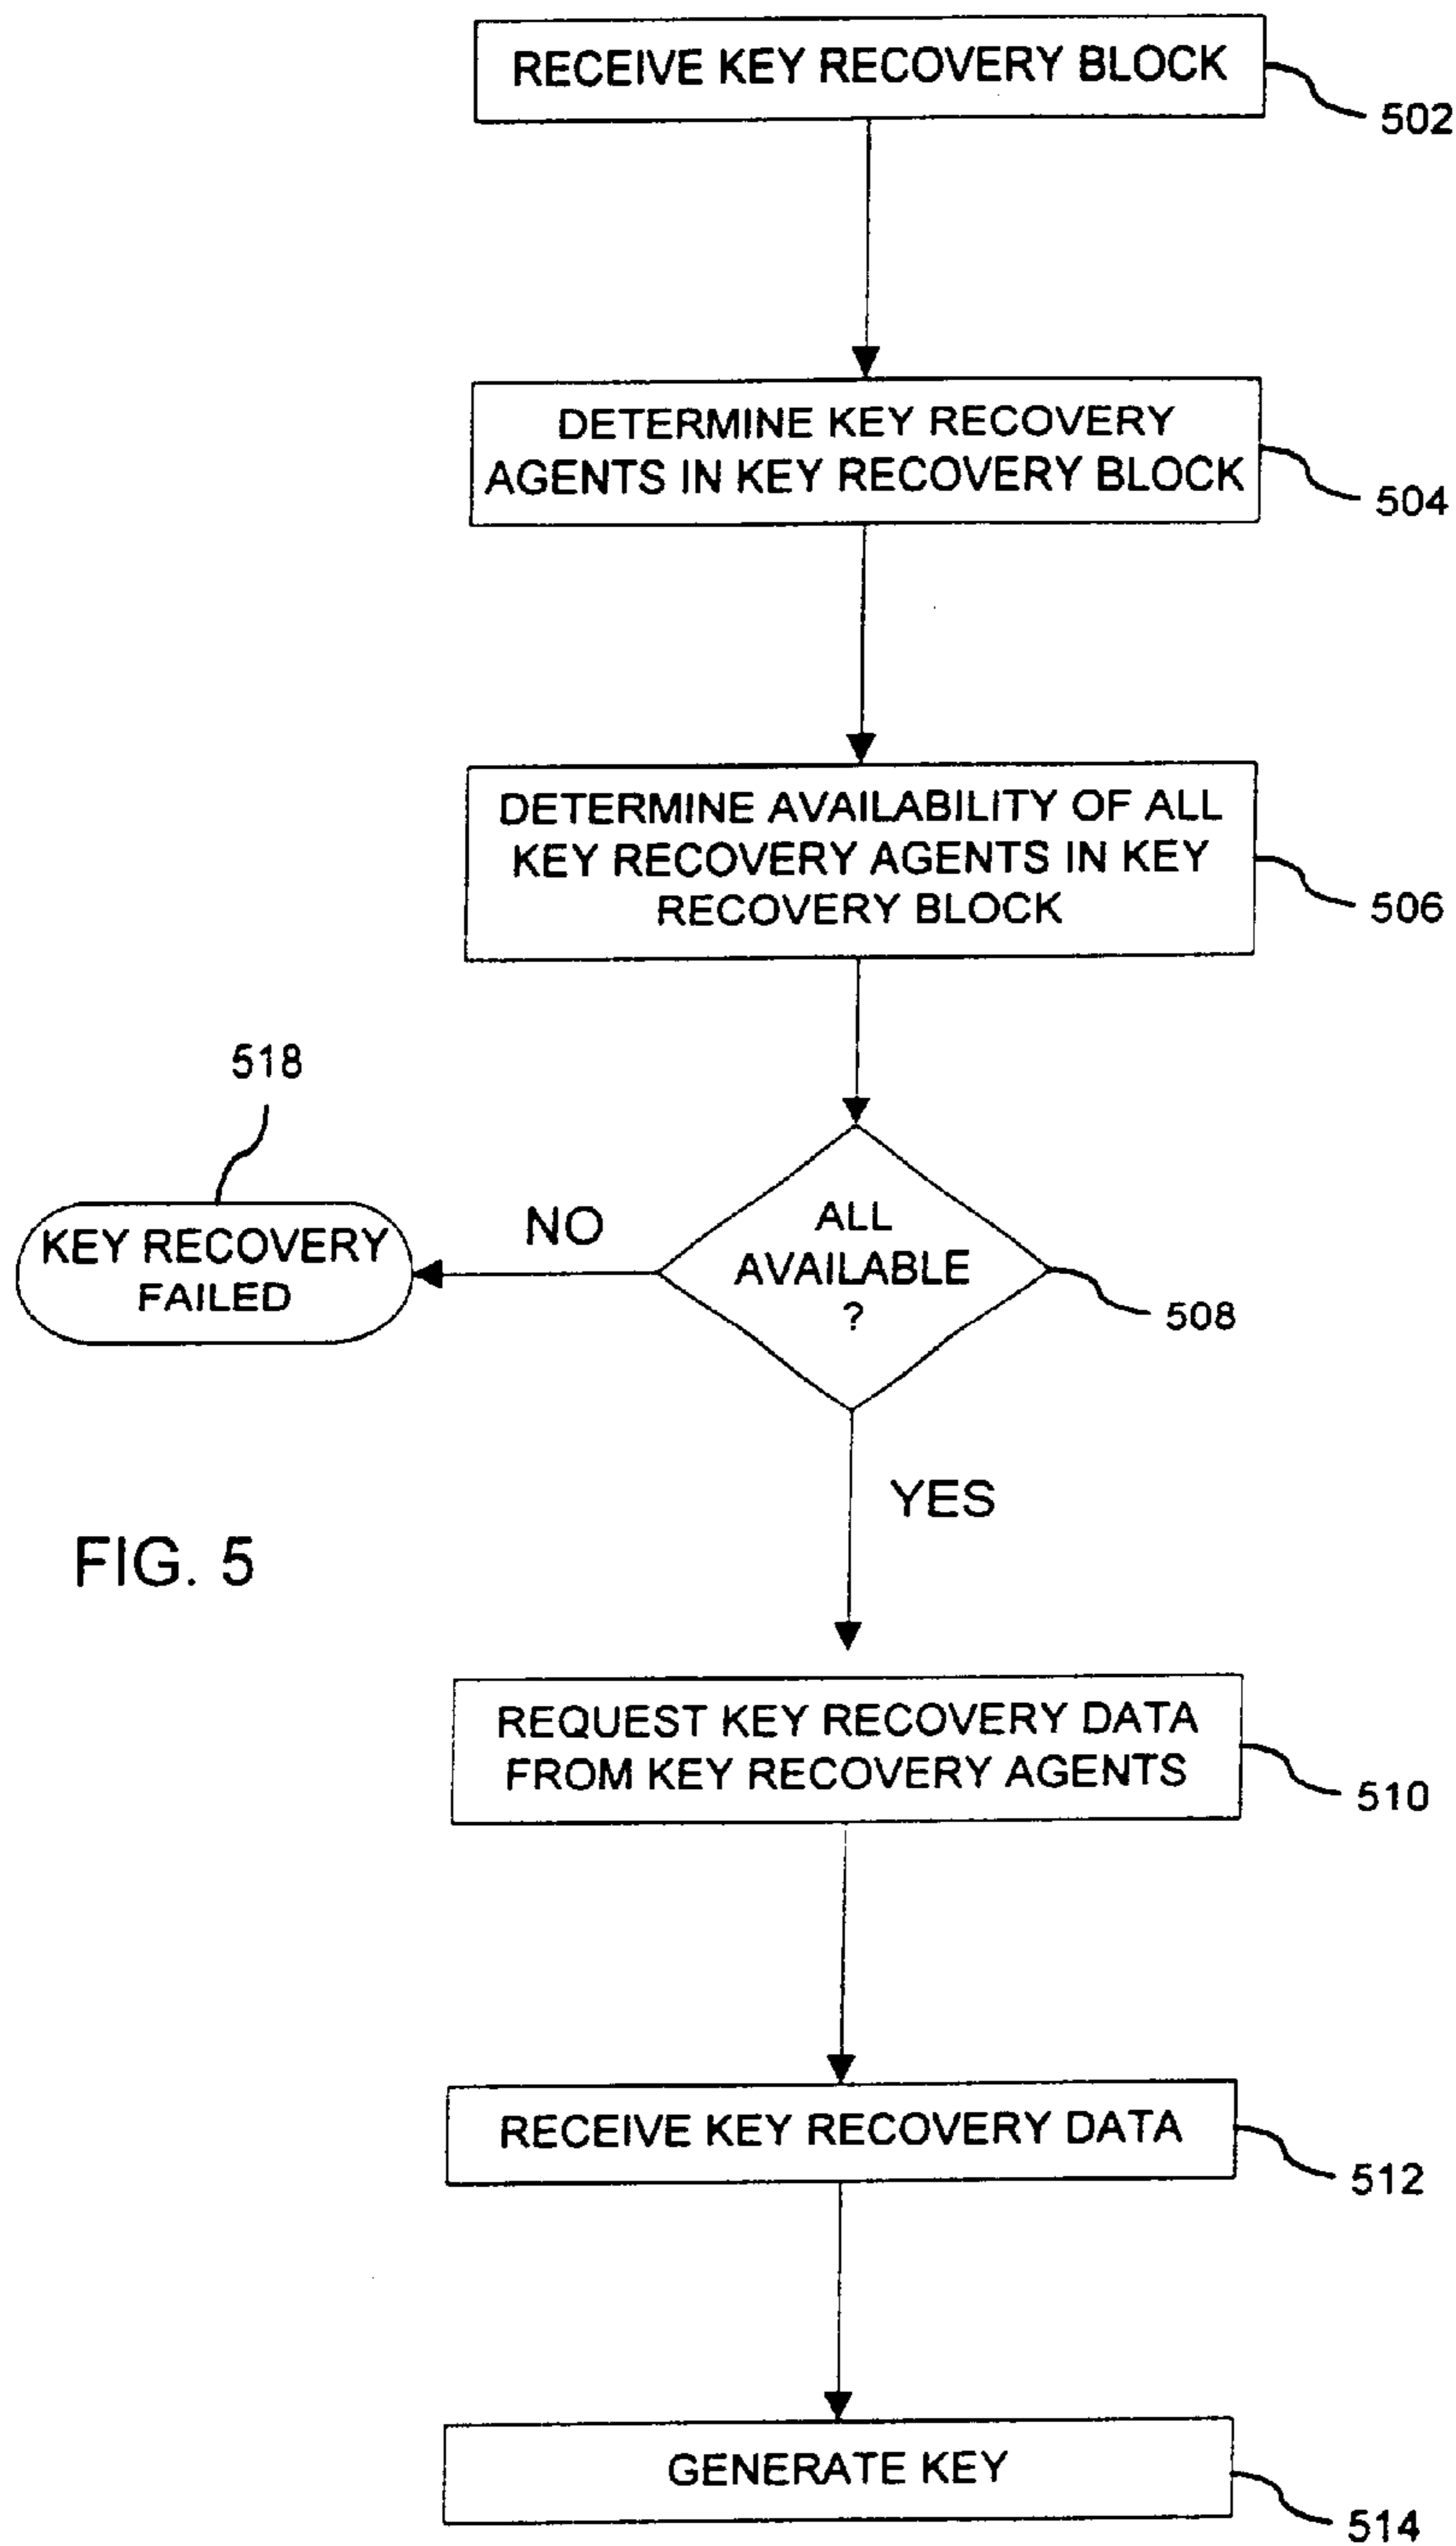 RECEIVE KEY RECOVERY BLOCK
502
DETERMINE KEY RECOVERY
AGENTS IN KEY RECOVERY BLOCK
504
DETERMINE AVAILABILITY OF ALL
KEY RECOVERY AGENTS IN KEY
RECOVERY BLOCK
506
518
KEY RECOVERY
FAILED
NO
ALL
AVAILABLE
?
508
YES
FIG. 5
REQUEST KEY RECOVERY DATA
FROM KEY RECOVERY AGENTS
510
RECEIVE KEY RECOVERY DATA
512
GENERATE KEY
514